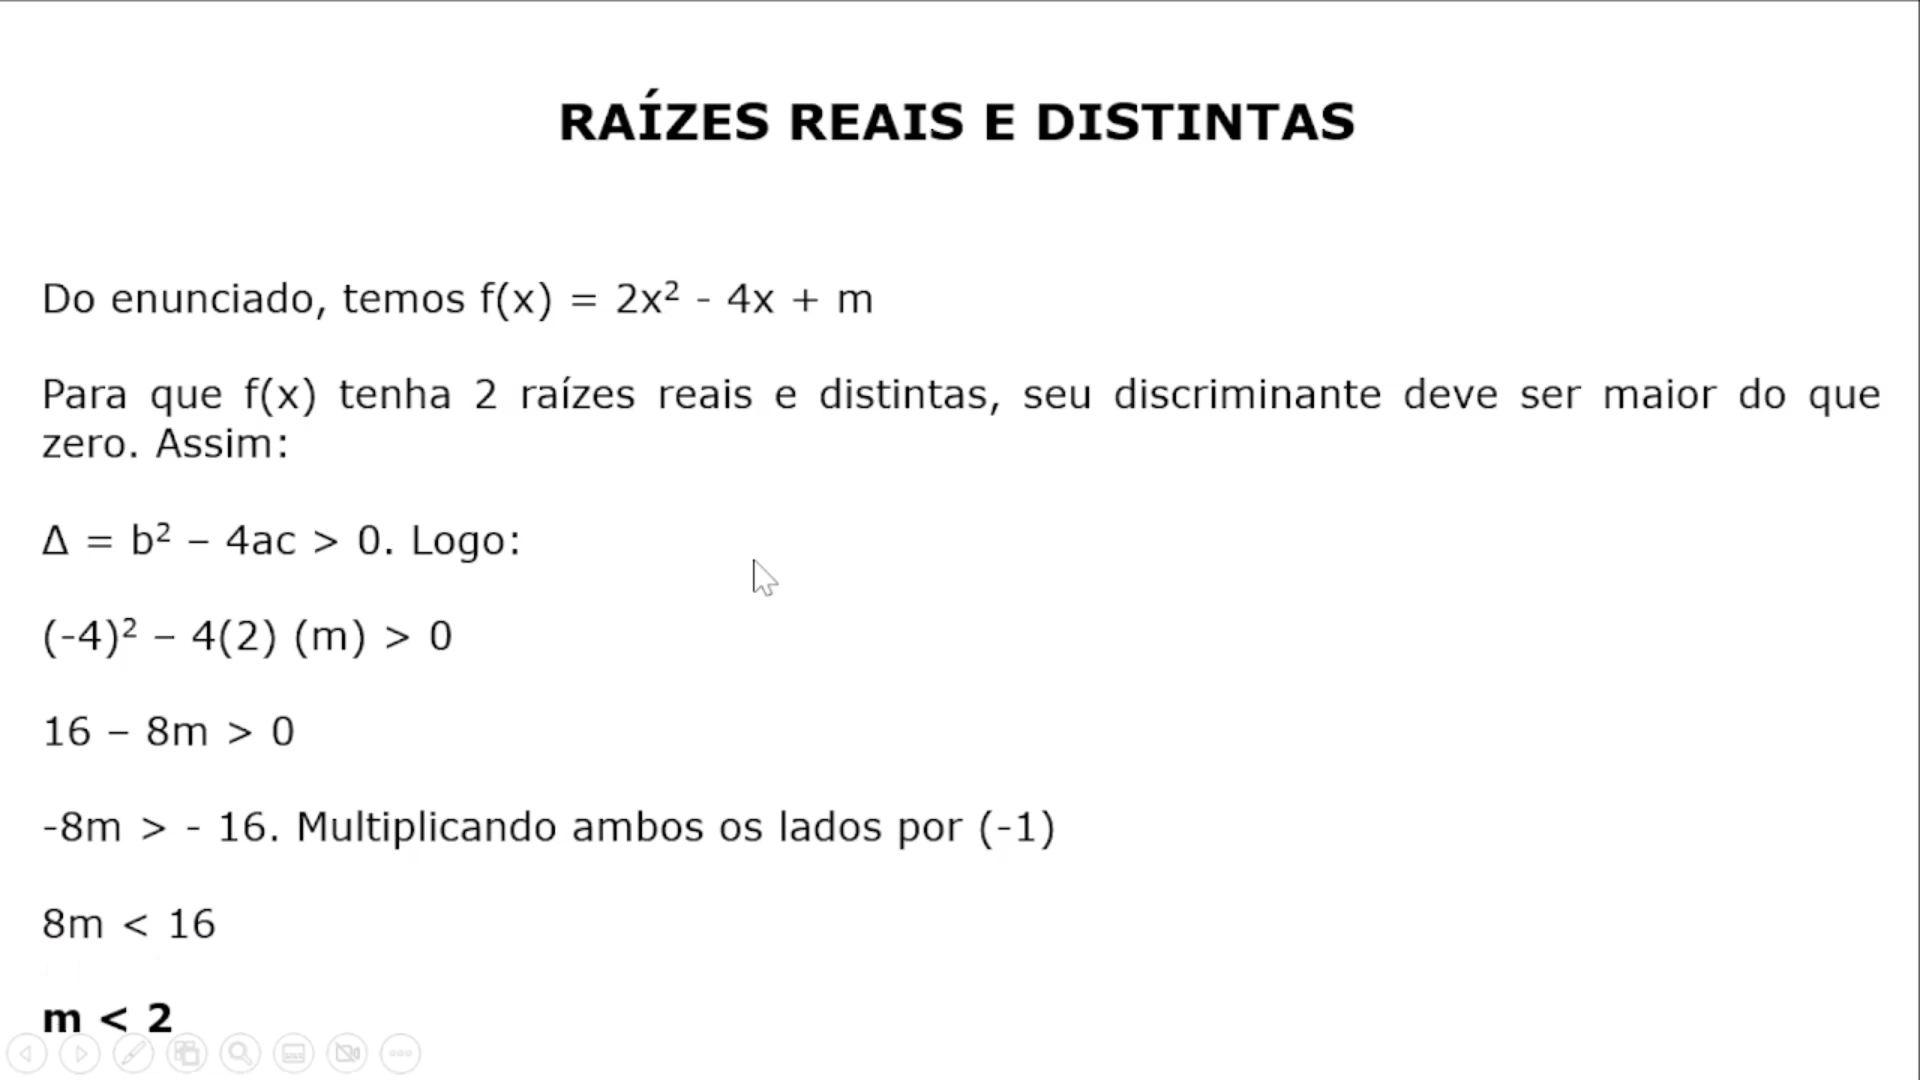 RAÍZES REAIS E DISTINTAS
Do enunciado, temos f(x) = 2x² - 4x + m
Para que f(x) tenha 2 raízes reais e distintas, seu discriminante deve ser maior do que
zero. Assim:
Δ = b² – 4ac > 0. Logo:
(-4)² – 4(2) (m) > 0
16 – 8m > 0
-8m > - 16. Multiplicando ambos os lados por (-1)
8m < 16
m < 2